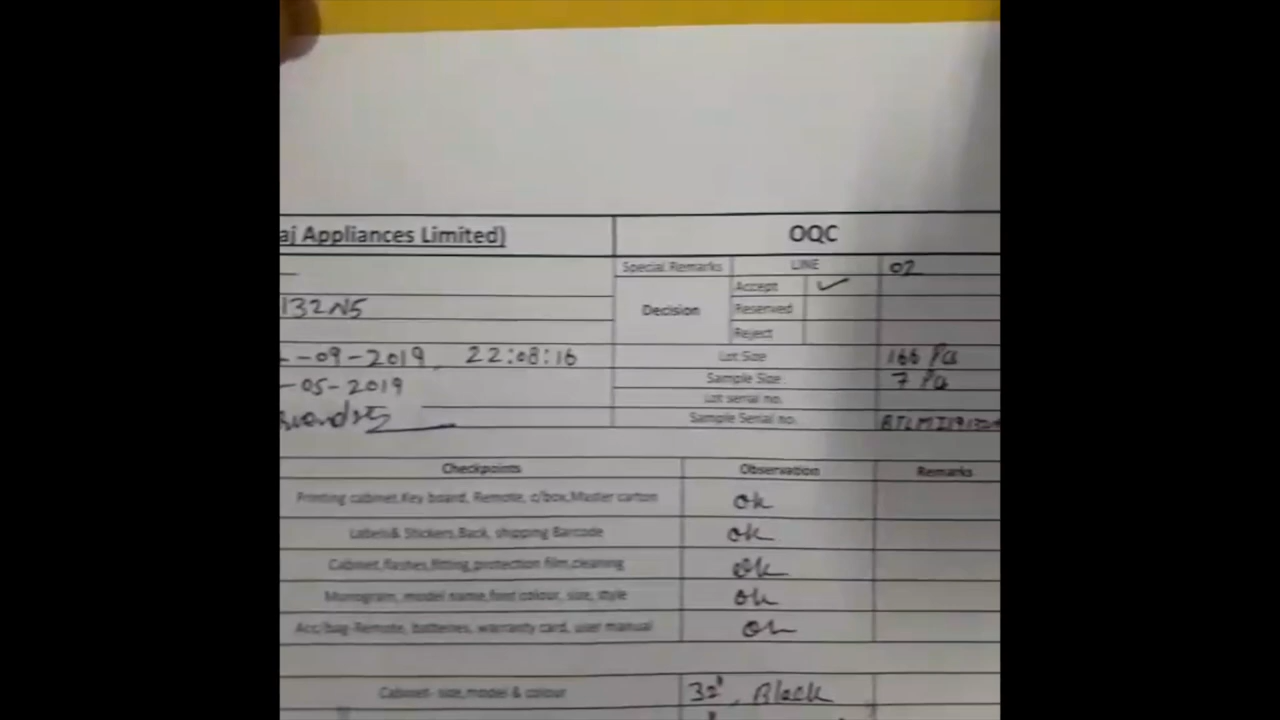 aj Appliances Limited) OQC
Special Remarks LINE 02
132N5 Decision Accept ✓
Reserved
Reject
-09-2019, 22:08:16 Lot Size 166 Pcs
-05-2019 Sample Size 7 Pcs
Lot serial no.
Sample Serial no.
Checkpoints Observation Remarks
Printing cabinet,Key board, Remote, c/box,Master carton ok
Labels& Stickers,Back, shipping Barcode ok
Cabinet,flashes,fitting,protection film,cleaning ok
Monogram, model name,font colour, size, style ok
Acc/bag-Remote, batteries, warranty card, user manual ok
Cabinet- size,model & colour 32", Black